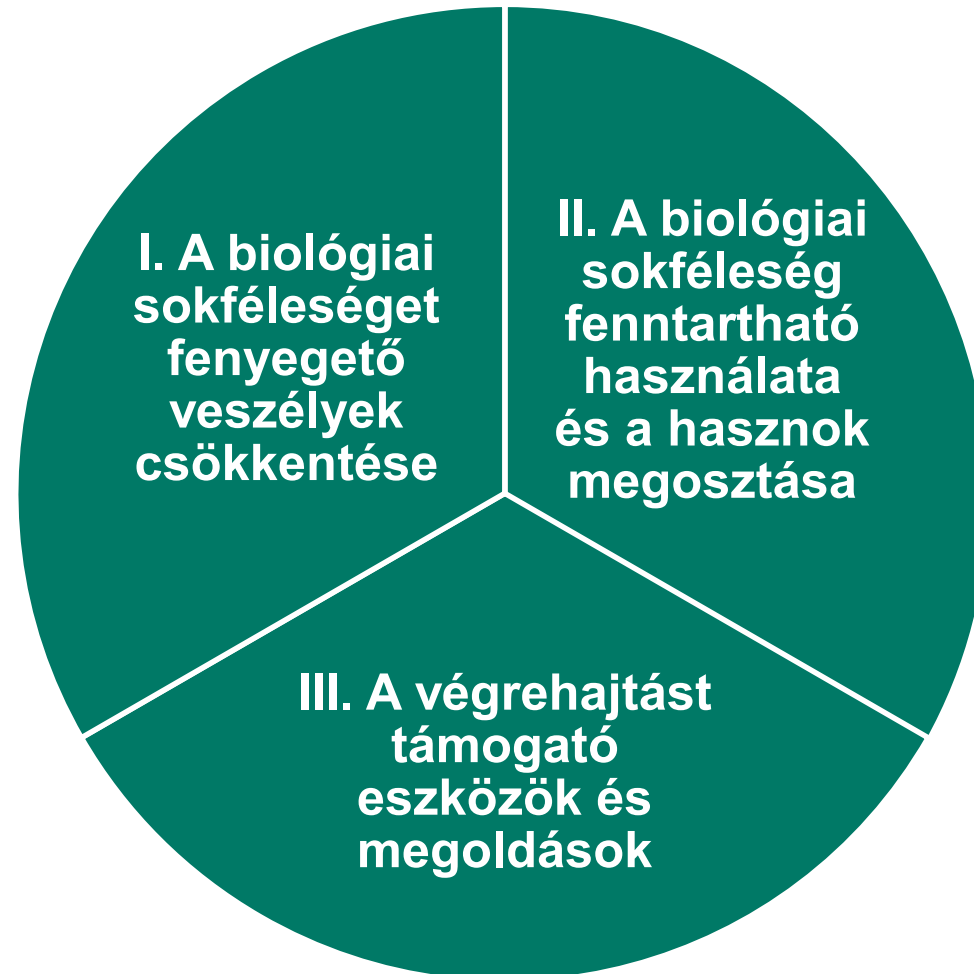 I. A biológiai
sokféleséget
fenyegető
veszélyek
csökkentése
II. A biológiai
sokféleség
fenntartható
használata
és a hasznok
megosztása
III. A végrehajtást
támogató
eszközök és
megoldások